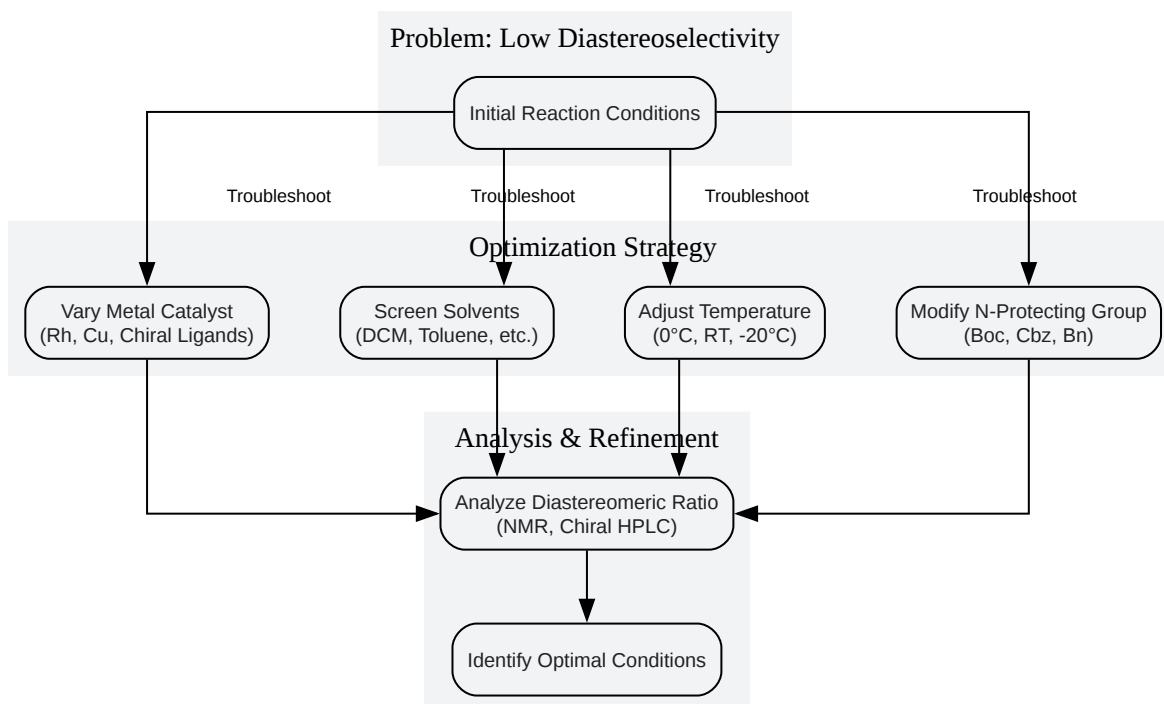 Problem: Low Diastereoselectivity
Initial Reaction Conditions
Troubleshoot
Troubleshoot
Troubleshoot
Troubleshoot
Optimization Strategy
Vary Metal Catalyst
(Rh, Cu, Chiral Ligands)
Screen Solvents
(DCM, Toluene, etc.)
Adjust Temperature
(0°C, RT, -20°C)
Modify N-Protecting Group
(Boc, Cbz, Bn)
Analysis & Refinement
Analyze Diastereomeric Ratio
(NMR, Chiral HPLC)
Identify Optimal Conditions